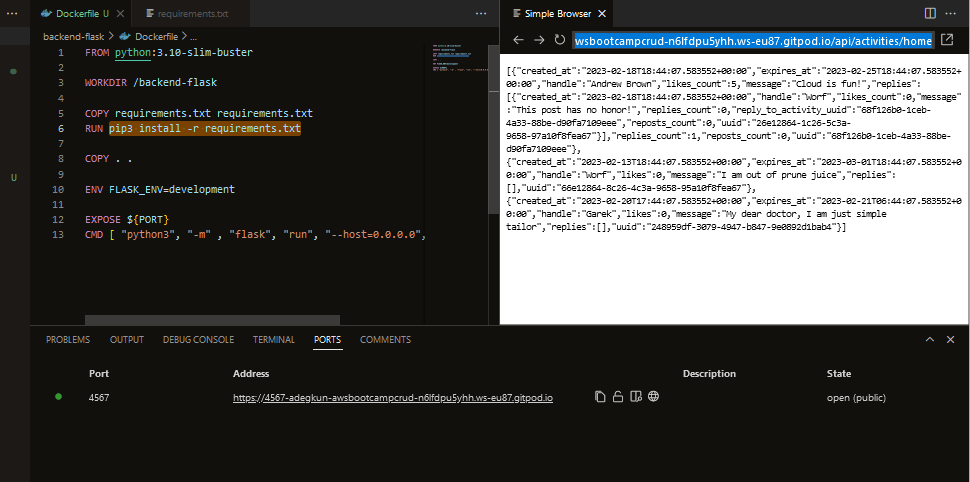 Dockerfile U
requirements.txt
backend-flask > Dockerfile > ...
1 FROM python:3.10-slim-buster
2
3 WORKDIR /backend-flask
4
5 COPY requirements.txt requirements.txt
6 RUN pip3 install -r requirements.txt
7
8 COPY . .
9
10 ENV FLASK_ENV=development
11
12 EXPOSE ${PORT}
13 CMD [ "python3", "-m" , "flask", "run", "--host=0.0.0.0",
U
Simple Browser
wsbootcampcrud-n6lfdpu5yhh.ws-eu87.gitpod.io/api/activities/home
[{"created_at":"2023-02-18T18:44:07.583552+00:00","expires_at":"2023-02-25T18:44:07.583552+
00:00","handle":"Andrew Brown","likes_count":5,"message":"Cloud is fun!","replies":
[{"created_at":"2023-02-18T18:44:07.583552+00:00","handle":"Worf","likes_count":0,"message"
:"This post has no honor!","replies_count":0,"reply_to_activity_uuid":"68f126b0-1ceb-
4a33-88be-d90fa7109eee","reposts_count":0,"uuid":"26e12864-1c26-5c3a-
9658-97a10f8fea67"}],"replies_count":1,"reposts_count":0,"uuid":"68f126b0-1ceb-4a33-88be-
d90fa7109eee"},
{"created_at":"2023-02-13T18:44:07.583552+00:00","expires_at":"2023-03-01T18:44:07.583552+0
0:00","handle":"Worf","likes":0,"message":"I am out of prune juice","replies":
[],"uuid":"66e12864-8c26-4c3a-9658-95a10f8fea67"},
{"created_at":"2023-02-20T17:44:07.583552+00:00","expires_at":"2023-02-21T06:44:07.583552+0
0:00","handle":"Garek","likes":0,"message":"My dear doctor, I am just simple
tailor","replies":[],"uuid":"248959df-3079-4947-b847-9e0892d1bab4"}]
PROBLEMS OUTPUT DEBUG CONSOLE TERMINAL PORTS COMMENTS
Port Address Description State
4567 https://4567-adegkun-awsbootcampcrud-n6lfdpu5yhh.ws-eu87.gitpod.io open (public)